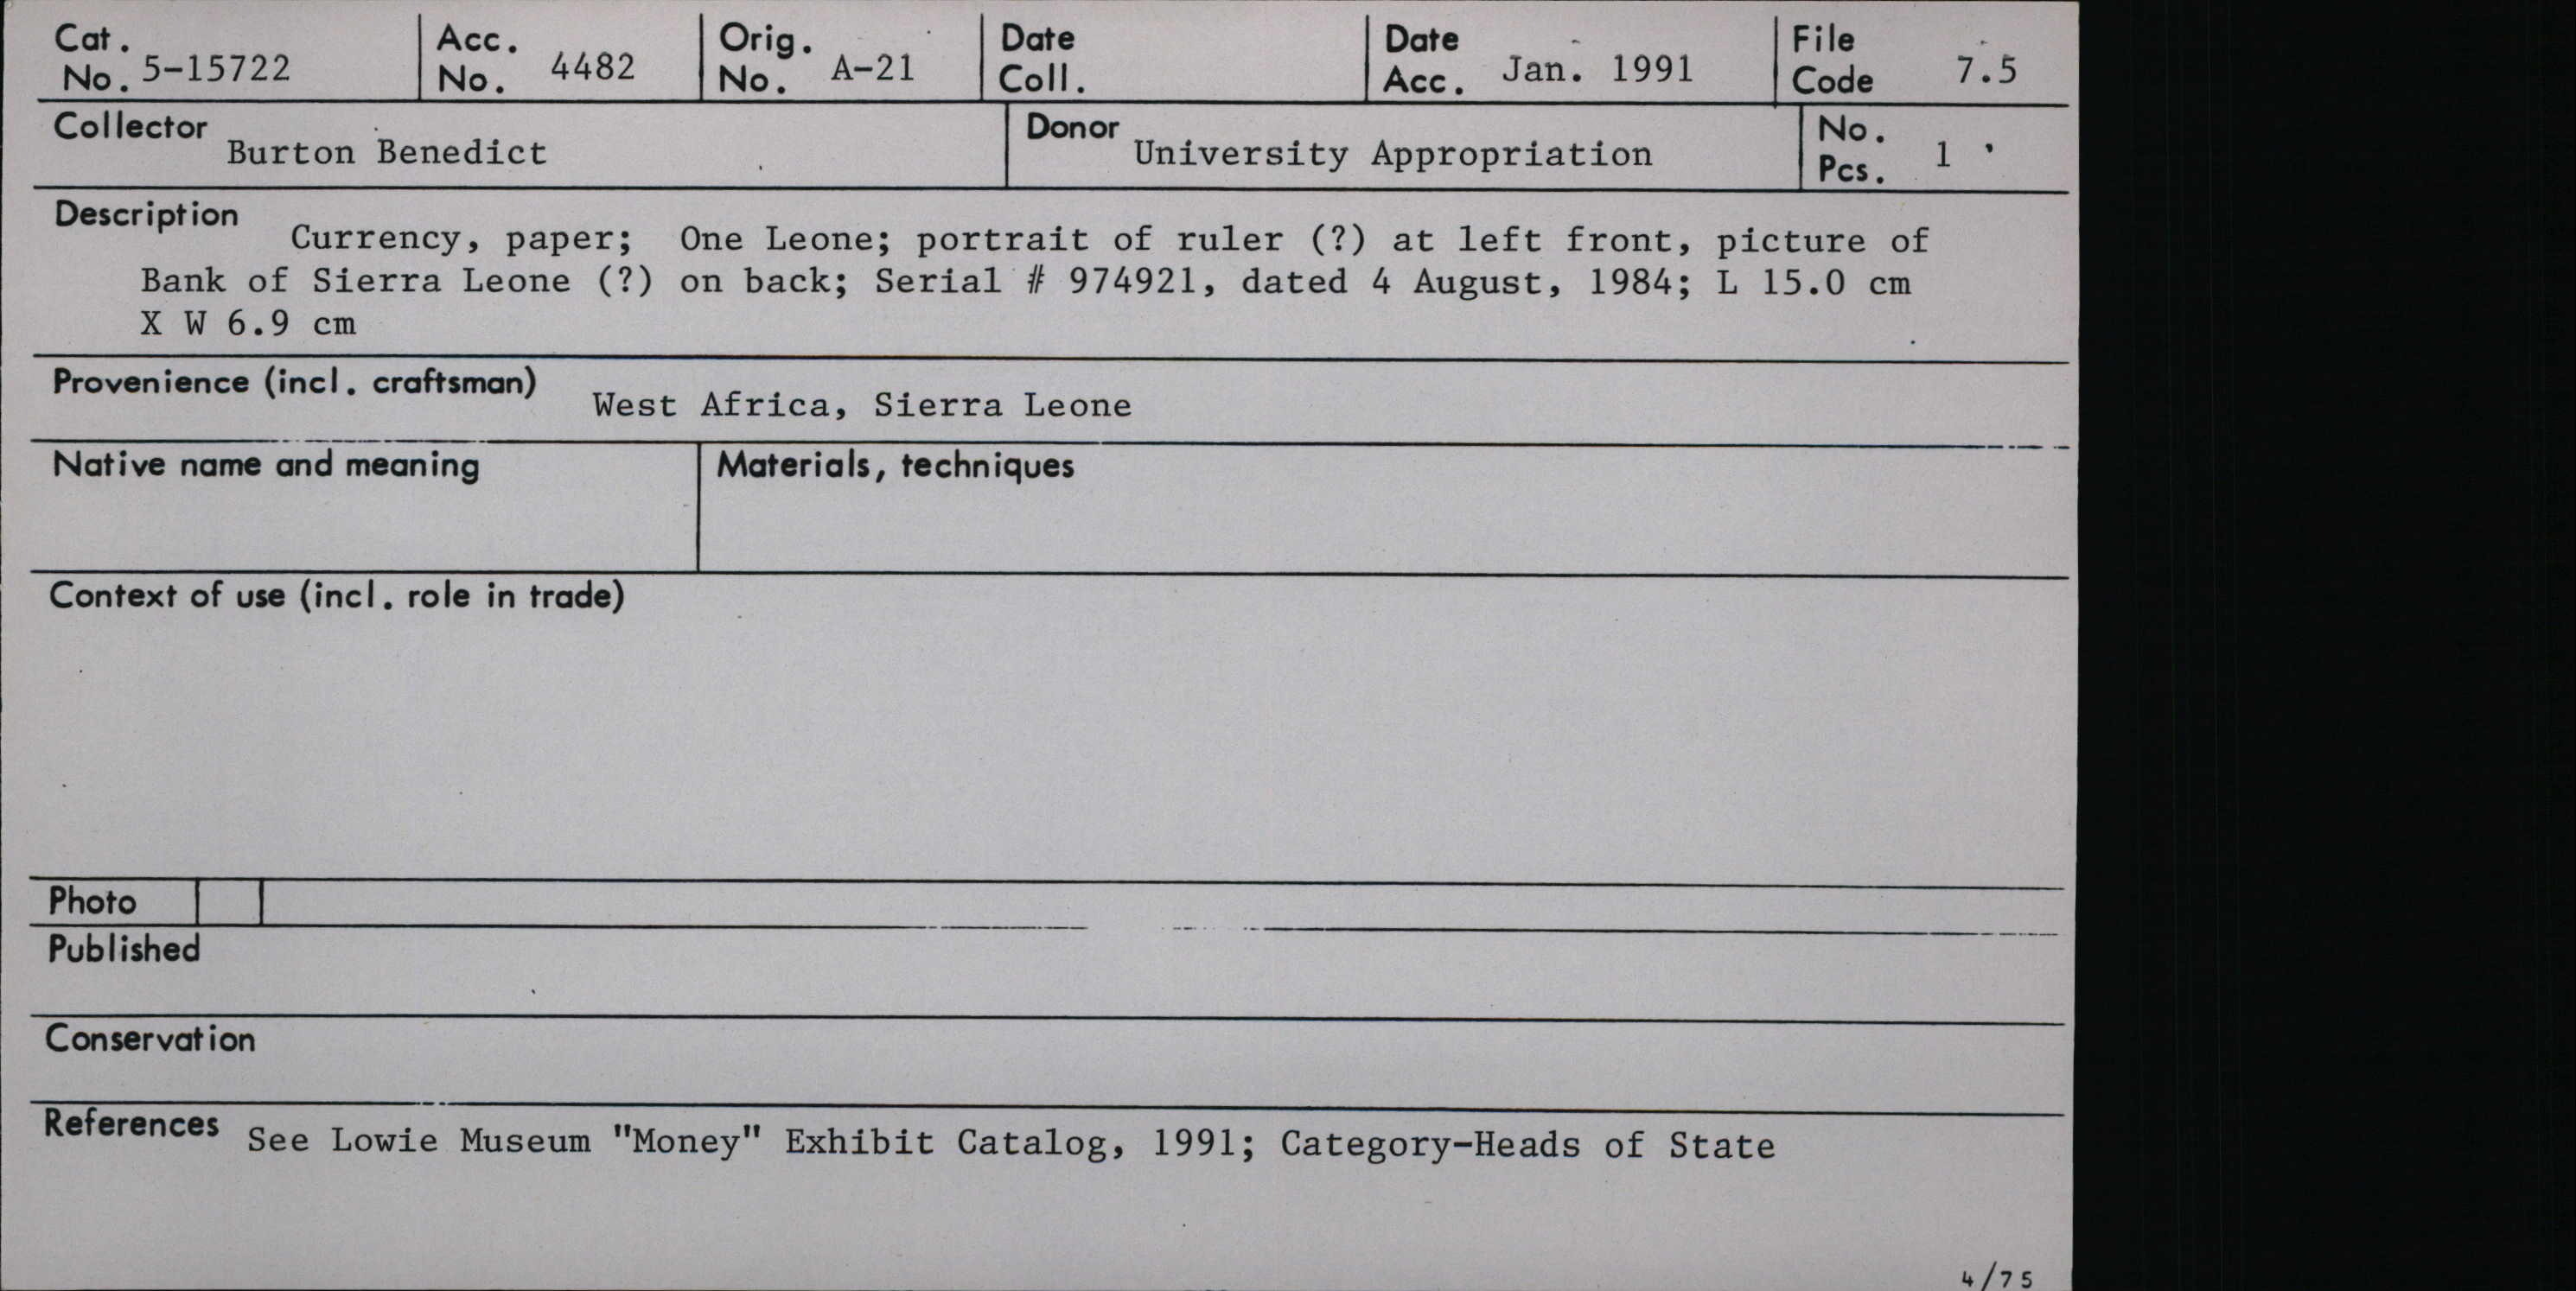 Cat. No. 5-15722 Acc. No. 4482 Orig. No. A-21 Date Coll. Date Acc. Jan. 1991 File Code 7.5
Collector Burton Benedict Donor University Appropriation No. Pcs. 1
Description Currency, paper; One Leone; portrait of ruler (?) at left front, picture of
Bank of Sierra Leone (?) on back; Serial # 974921, dated 4 August, 1984; L 15.0 cm
X W 6.9 cm
Provenience (incl. craftsman) West Africa, Sierra Leone
Native name and meaning Materials, techniques
Context of use (incl. role in trade)
Photo
Published
Conservation
References See Lowie Museum "Money" Exhibit Catalog, 1991; Category-Heads of State
4/75